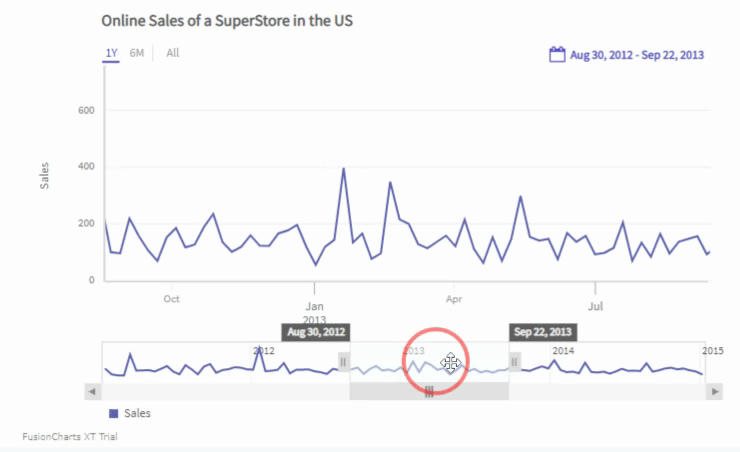 Online Sales of a SuperStore in the US
1Y 6M All
Aug 30, 2012 - Sep 22, 2013
600
400
200
0
Sales
Oct Jan Apr Jul
2013
Aug 30, 2012 Sep 22, 2013
2012 2013 2014 2015
Sales
FusionCharts XT Trial